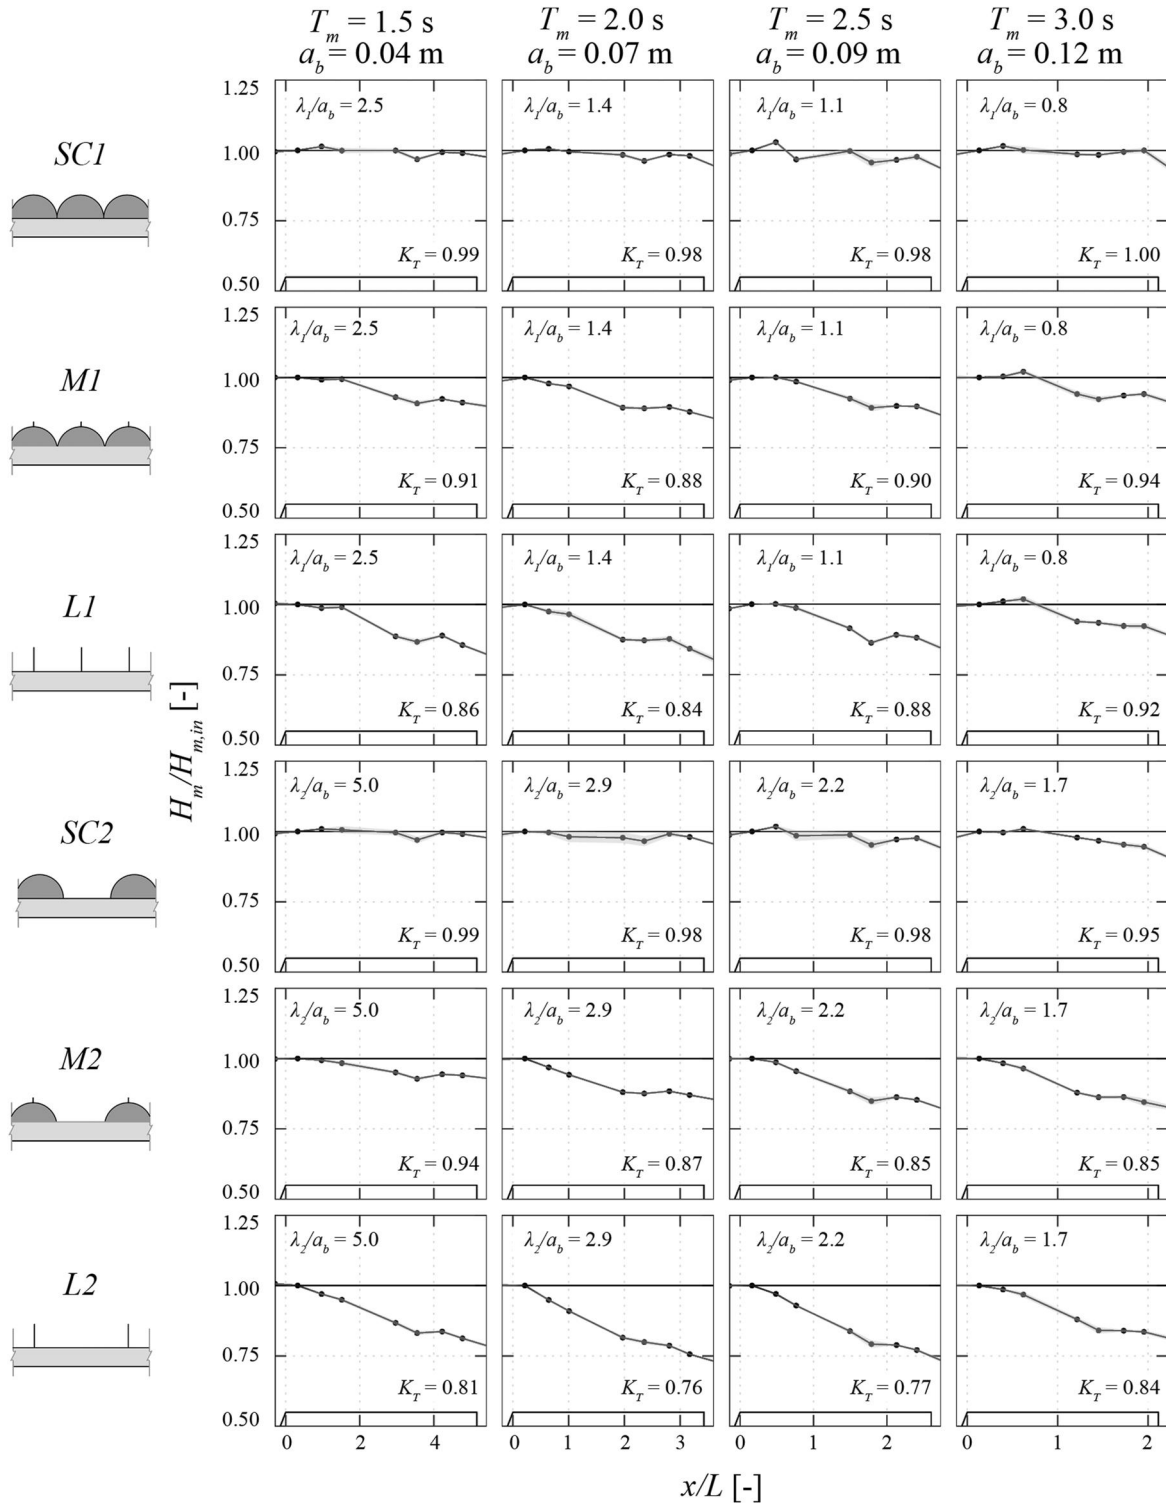 T_m = 1.5 s
a_b = 0.04 m
T_m = 2.0 s
a_b = 0.07 m
T_m = 2.5 s
a_b = 0.09 m
T_m = 3.0 s
a_b = 0.12 m
SC1
1.25
1.00
0.75
0.50
λ_1/a_b = 2.5
K_T = 0.99
λ_1/a_b = 1.4
K_T = 0.98
λ_1/a_b = 1.1
K_T = 0.98
λ_1/a_b = 0.8
K_T = 1.00
M1
1.25
1.00
0.75
0.50
λ_1/a_b = 2.5
K_T = 0.91
λ_1/a_b = 1.4
K_T = 0.88
λ_1/a_b = 1.1
K_T = 0.90
λ_1/a_b = 0.8
K_T = 0.94
L1
1.25
1.00
0.75
0.50
λ_1/a_b = 2.5
K_T = 0.86
λ_1/a_b = 1.4
K_T = 0.84
λ_1/a_b = 1.1
K_T = 0.88
λ_1/a_b = 0.8
K_T = 0.92
H_m/H_m,in [-]
SC2
1.25
1.00
0.75
0.50
λ_2/a_b = 5.0
K_T = 0.99
λ_2/a_b = 2.9
K_T = 0.98
λ_2/a_b = 2.2
K_T = 0.98
λ_2/a_b = 1.7
K_T = 0.95
M2
1.25
1.00
0.75
0.50
λ_2/a_b = 5.0
K_T = 0.94
λ_2/a_b = 2.9
K_T = 0.87
λ_2/a_b = 2.2
K_T = 0.85
λ_2/a_b = 1.7
K_T = 0.85
L2
1.25
1.00
0.75
0.50
λ_2/a_b = 5.0
K_T = 0.81
λ_2/a_b = 2.9
K_T = 0.76
λ_2/a_b = 2.2
K_T = 0.77
λ_2/a_b = 1.7
K_T = 0.84
0 2 4
0 1 2 3
0 1 2
0 1 2
x/L [-]